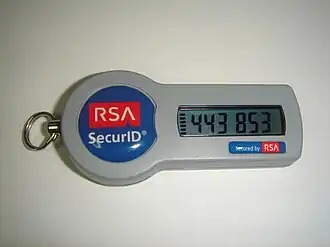 RSA
SecurID®
443 853
Secured by RSA